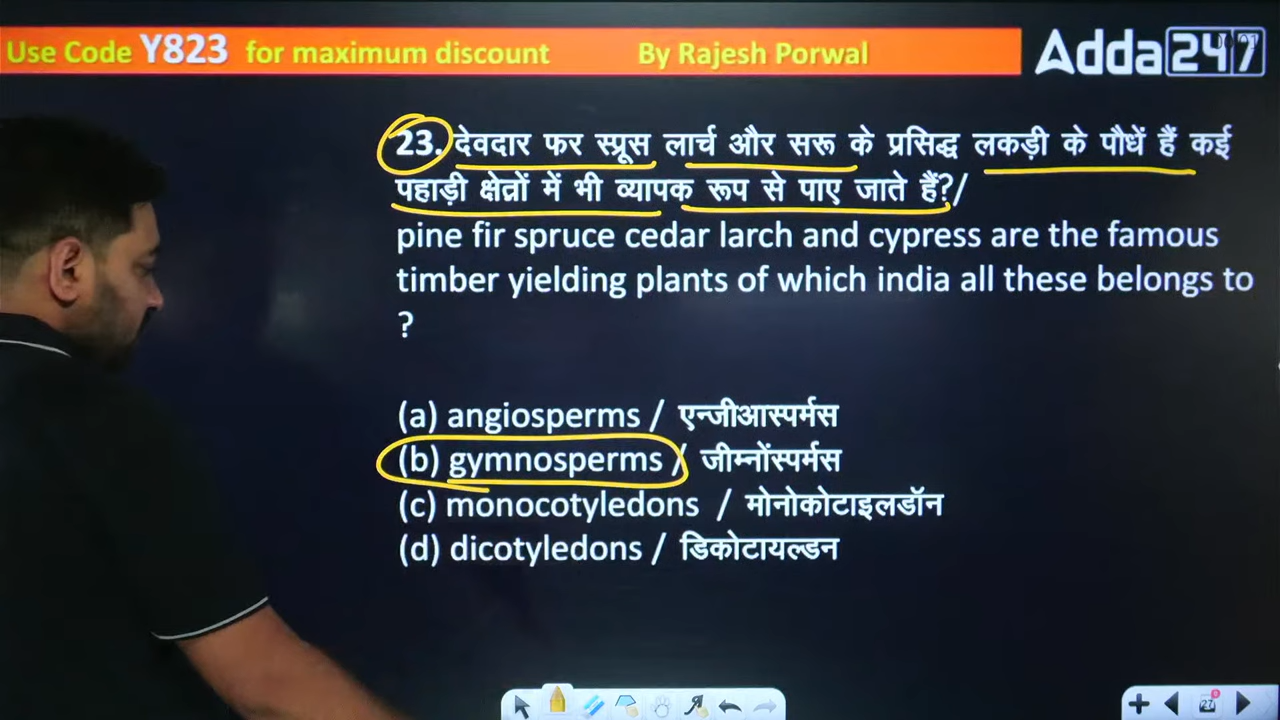 Use Code Y823 for maximum discount By Rajesh Porwal
Adda247
23. देवदार फर स्प्रूस लार्च और सरू के प्रसिद्ध लकड़ी के पौधें हैं कई
पहाड़ी क्षेत्रों में भी व्यापक रूप से पाए जाते हैं?/
pine fir spruce cedar larch and cypress are the famous
timber yielding plants of which india all these belongs to
?
(a) angiosperms / एन्जीआस्पर्मस
(b) gymnosperms / जीम्नोंस्पर्मस
(c) monocotyledons / मोनोकोटाइलडॉन
(d) dicotyledons / डिकोटायल्डन
27